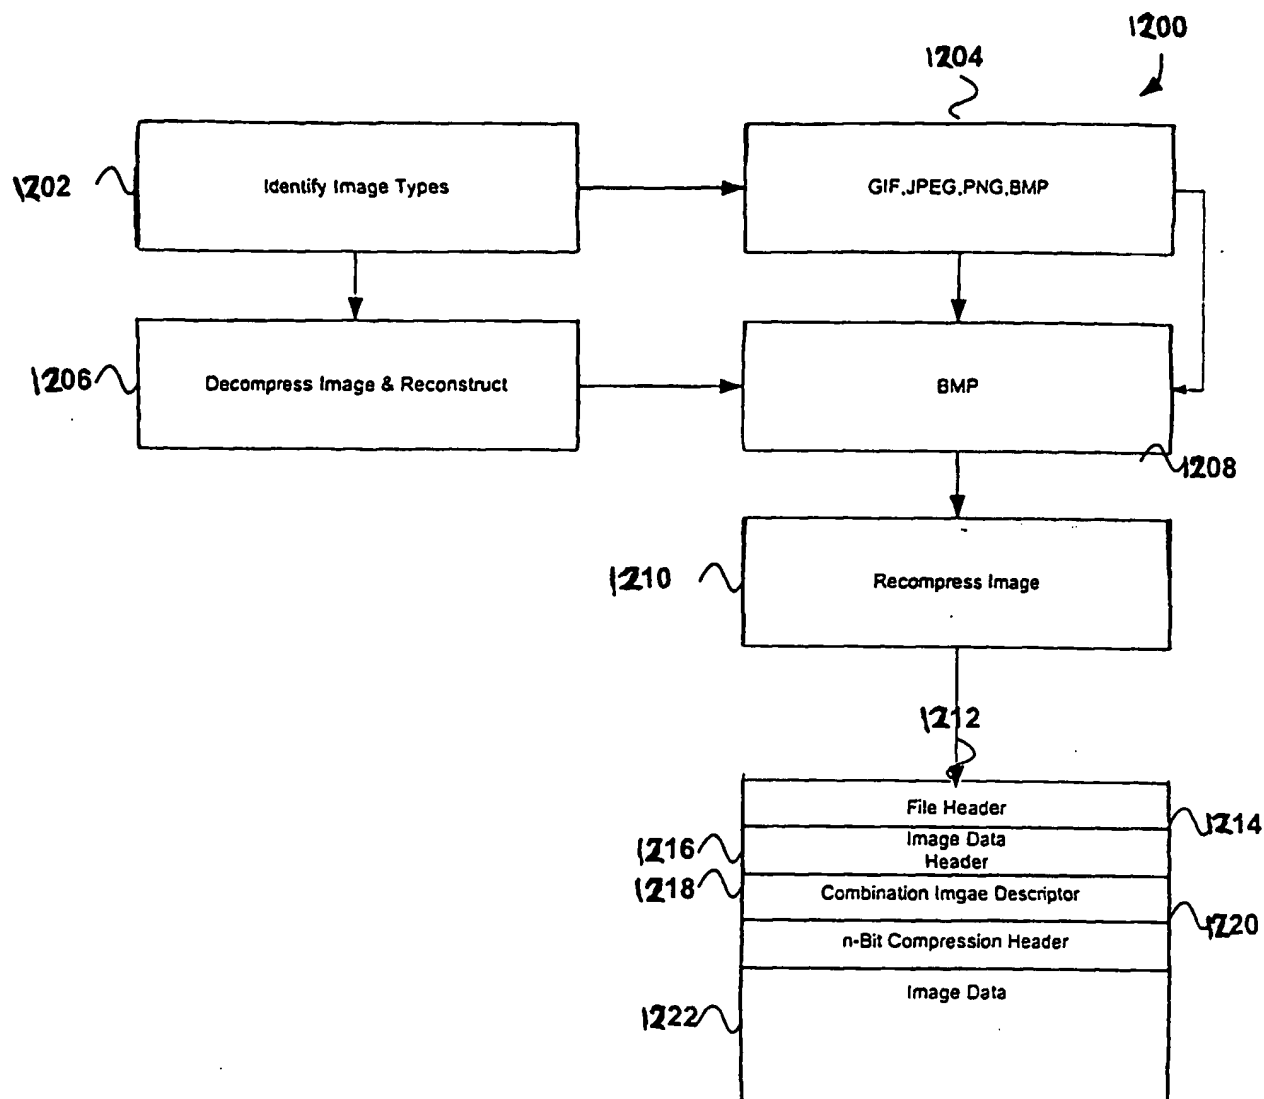 1200
1204
1202
Identify Image Types
GIF,JPEG,PNG,BMP
1206
Decompress Image & Reconstruct
BMP
1208
1210
Recompress Image
1212
File Header
1214
1216
Image Data
Header
1218
Combination Imgae Descriptor
1220
n-Bit Compression Header
Image Data
1222